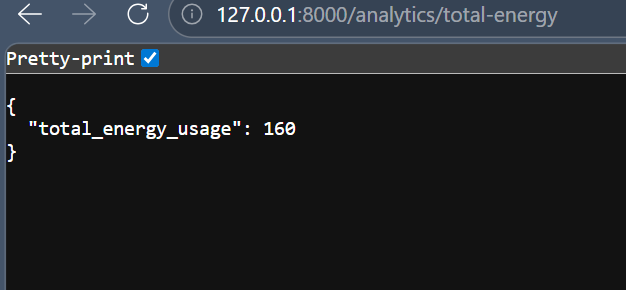 127.0.0.1:8000/analytics/total-energy
Pretty-print
{
  "total_energy_usage": 160
}